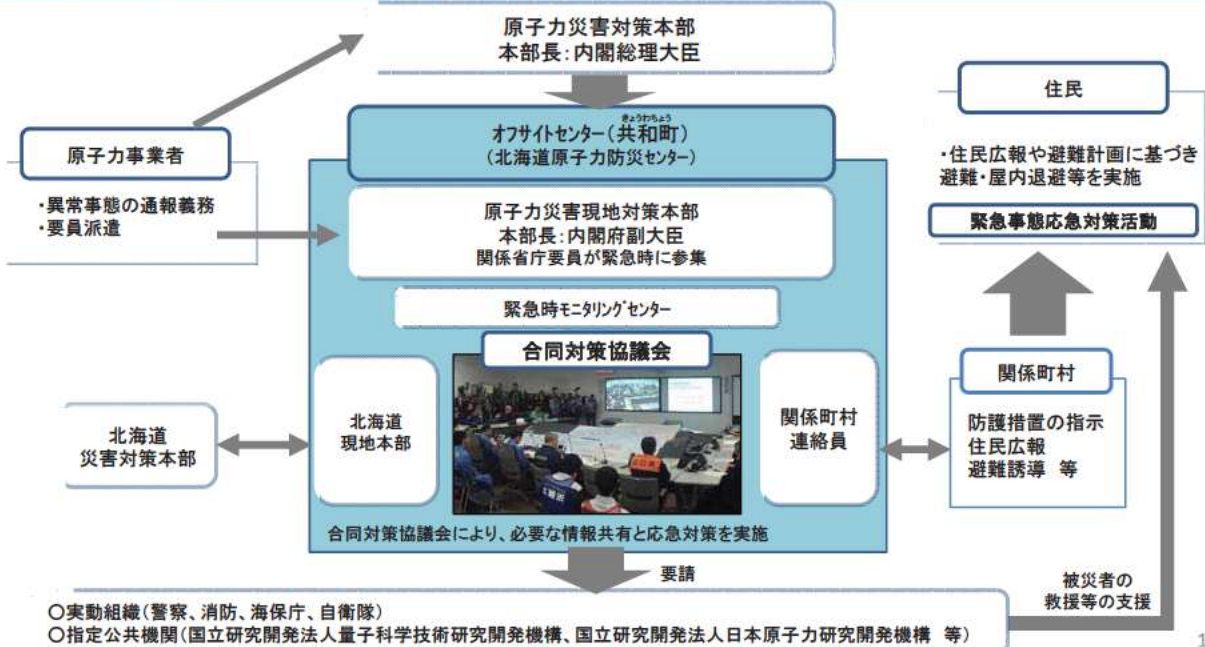 原子力災害対策本部
本部長：内閣総理大臣
原子力事業者
・異常事態の通報義務
・要員派遣
きょうわちょう
オフサイトセンター（共和町）
（北海道原子力防災センター）
原子力災害現地対策本部
本部長：内閣府副大臣
関係省庁要員が緊急時に参集
緊急時モニタリングセンター
合同対策協議会
北海道
現地本部
関係町村
連絡員
合同対策協議会により、必要な情報共有と応急対策を実施
北海道
災害対策本部
住民
・住民広報や避難計画に基づき
避難・屋内退避等を実施
緊急事態応急対策活動
関係町村
防護措置の指示
住民広報
避難誘導 等
要請
被災者の
救援等の支援
○実動組織（警察、消防、海保庁、自衛隊）
○指定公共機関（国立研究開発法人量子科学技術研究開発機構、国立研究開発法人日本原子力研究開発機構 等）
1